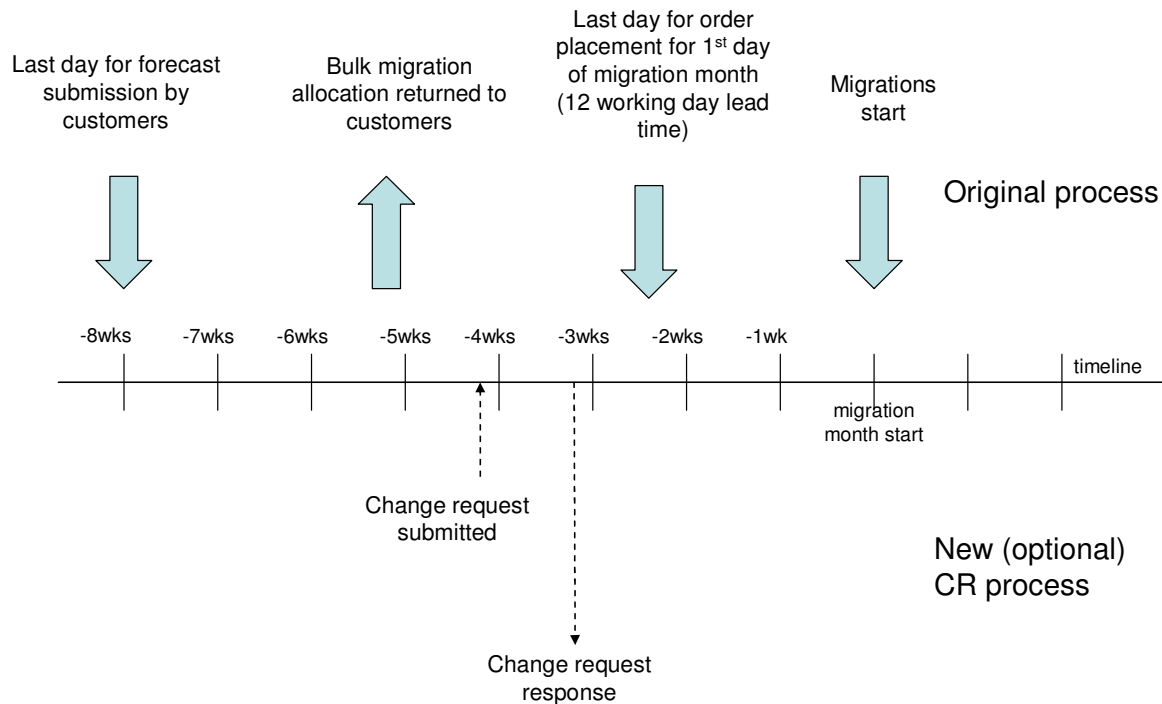 Last day for forecast
submission by
customers
Bulk migration
allocation returned to
customers
Last day for order
placement for 1st day
of migration month
(12 working day lead
time)
Migrations
start
Original process
-8wks
-7wks
-6wks
-5wks
-4wks
-3wks
-2wks
-1wk
timeline
migration
month start
Change request
submitted
New (optional)
CR process
Change request
response